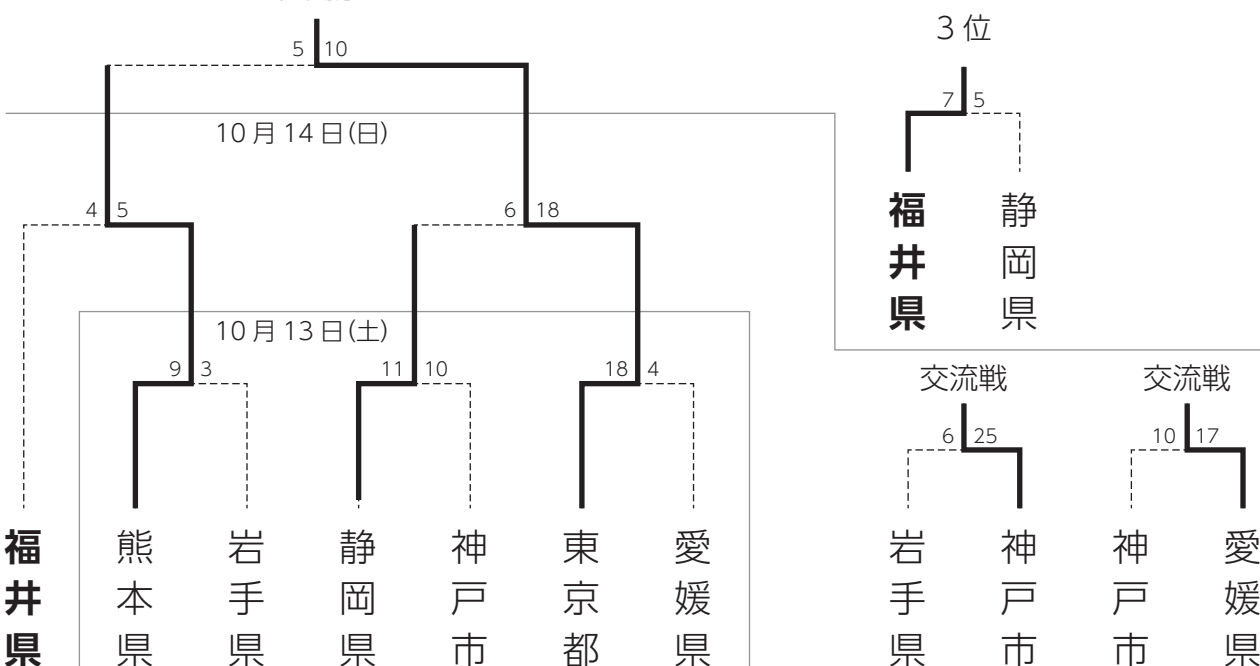 5 10
10月14日(日)
4 5
6 18
10月13日(土)
9 3
11 10
18 4
福井県
熊本県
岩手県
静岡県
神戸市
東京都
愛媛県
3位
7 5
福井県
静岡県
交流戦
6 25
岩手県
神戸市
交流戦
10 17
神戸市
愛媛県